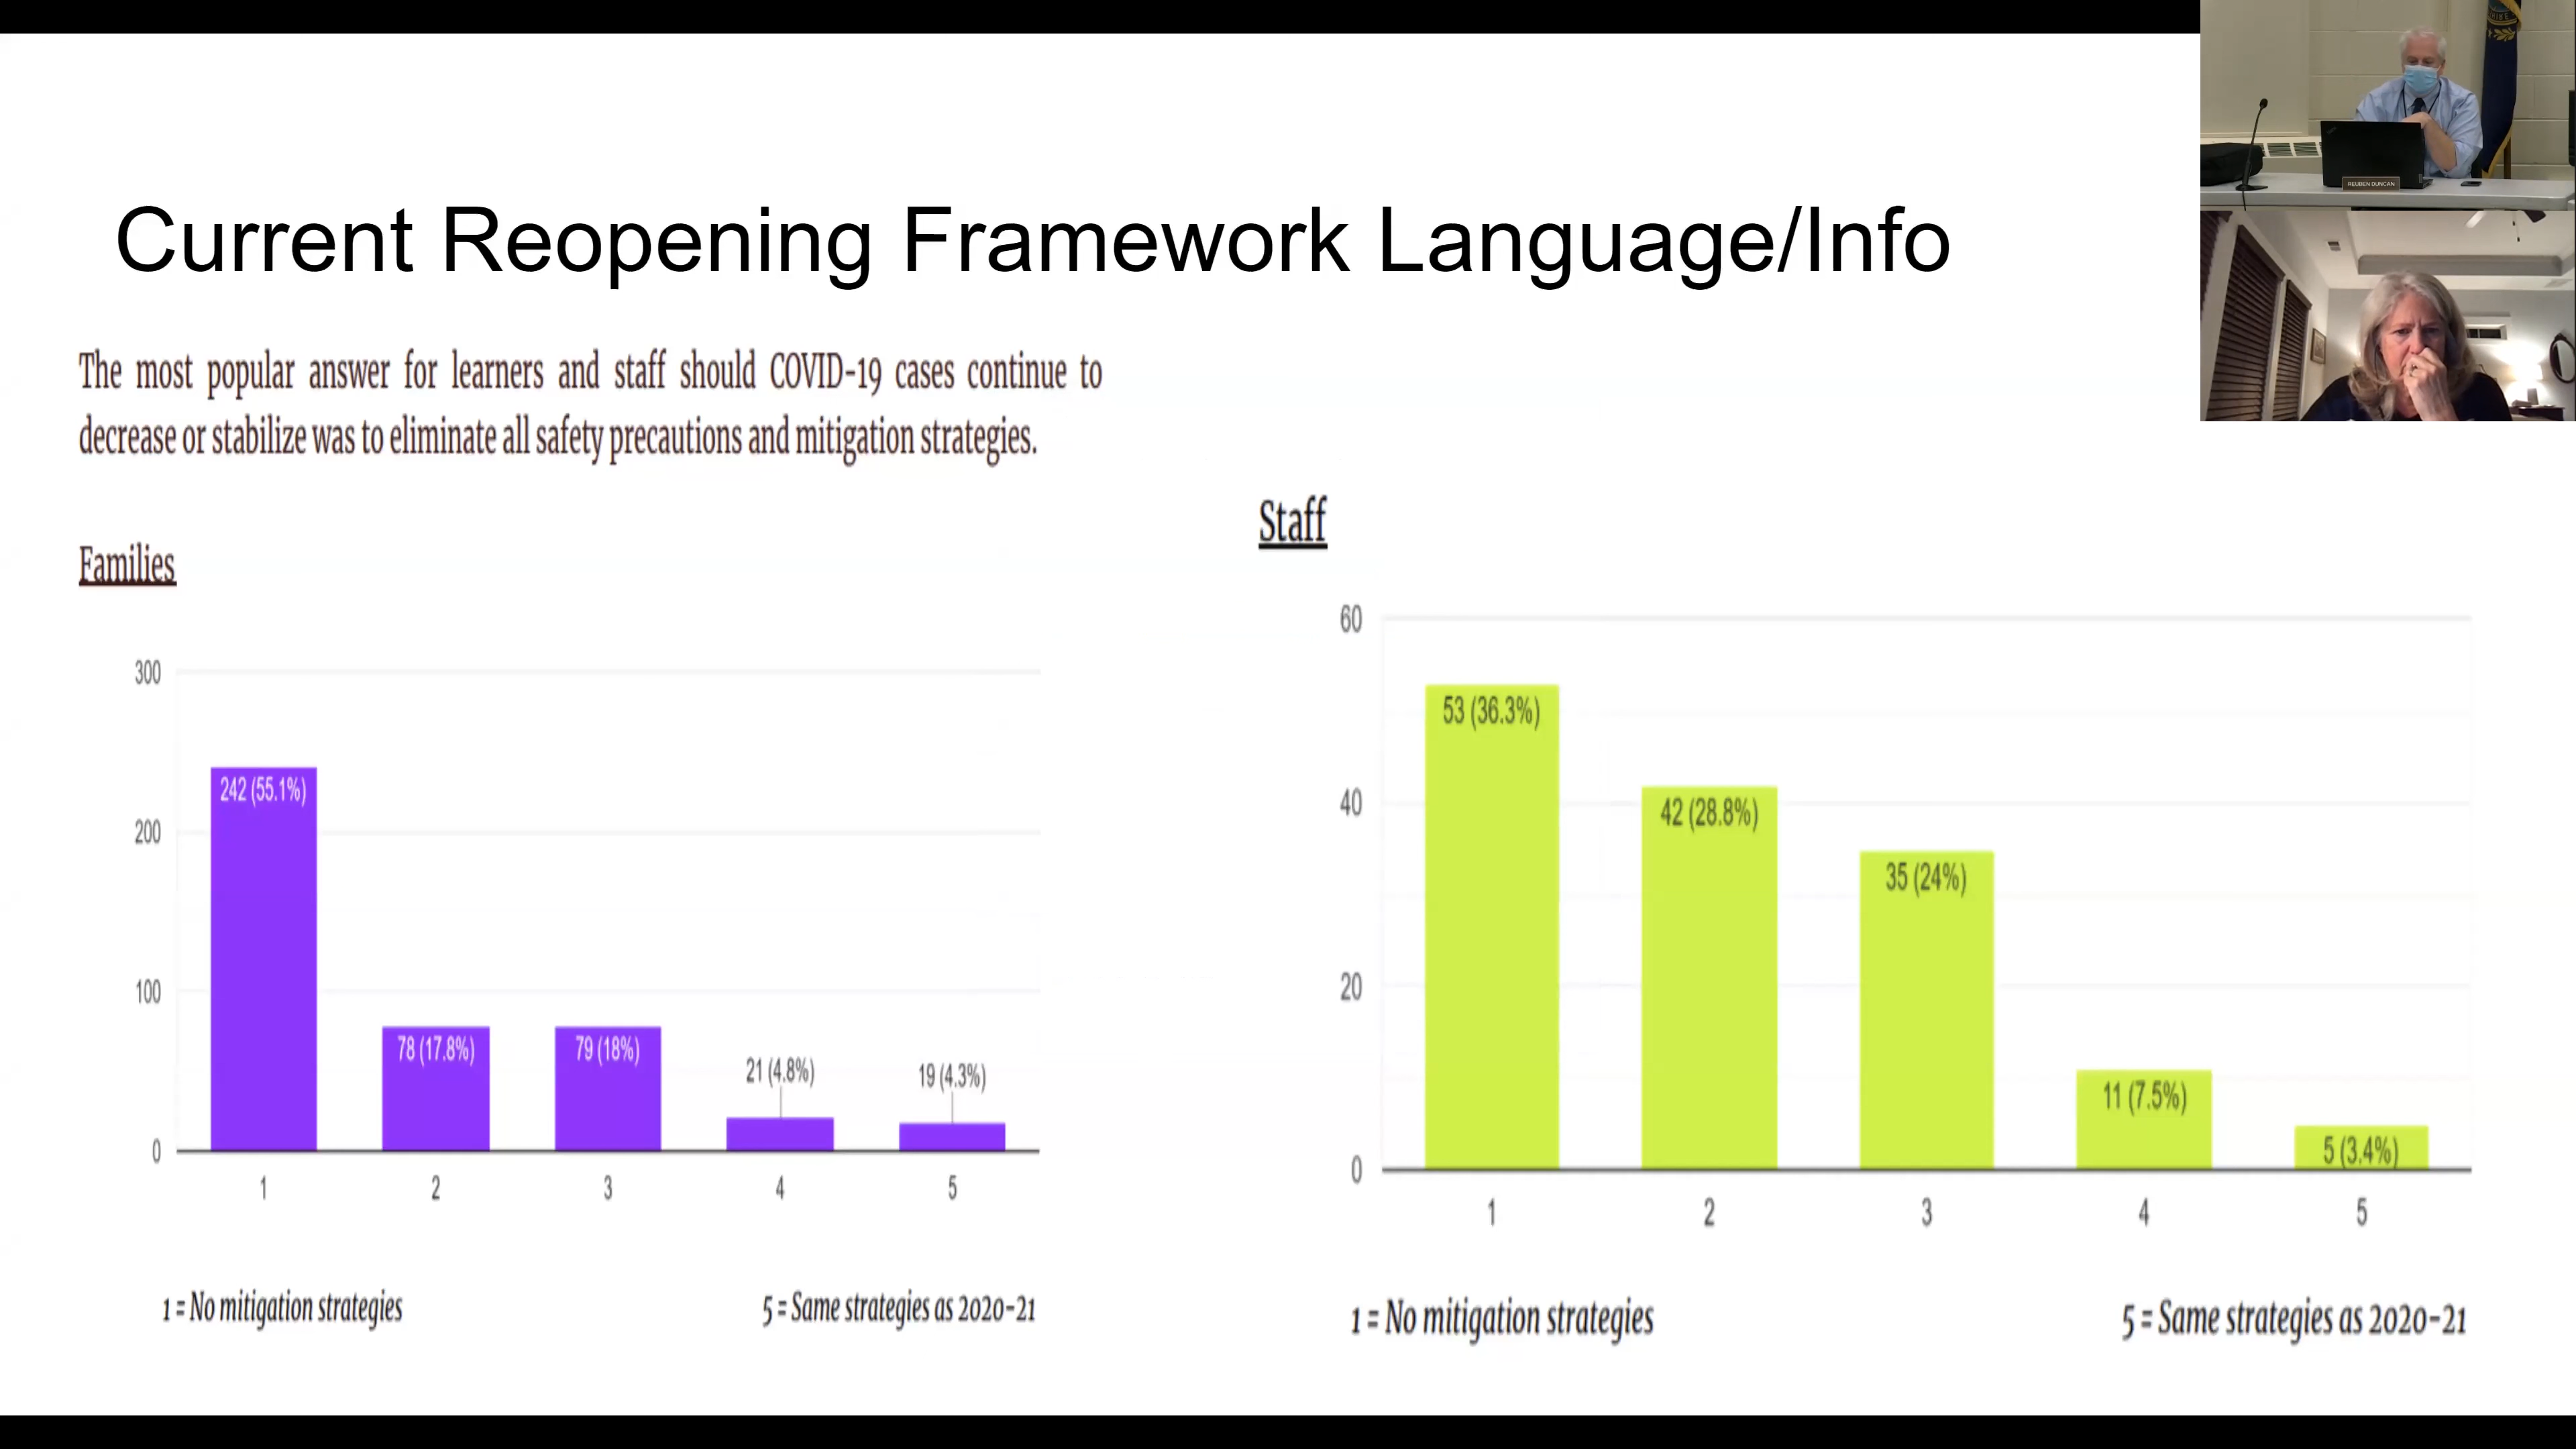 Current Reopening Framework Language/Info
The most popular answer for learners and staff should COVID-19 cases continue to
decrease or stabilize was to eliminate all safety precautions and mitigation strategies.
Families
300
200
100
0
242 (55.1%)
78 (17.8%)
79 (18%)
21 (4.8%)
19 (4.3%)
1
2
3
4
5
1 = No mitigation strategies
5 = Same strategies as 2020-21
Staff
60
40
20
0
53 (36.3%)
42 (28.8%)
35 (24%)
11 (7.5%)
5 (3.4%)
1
2
3
4
5
1 = No mitigation strategies
5 = Same strategies as 2020-21
REUBEN DUNCAN